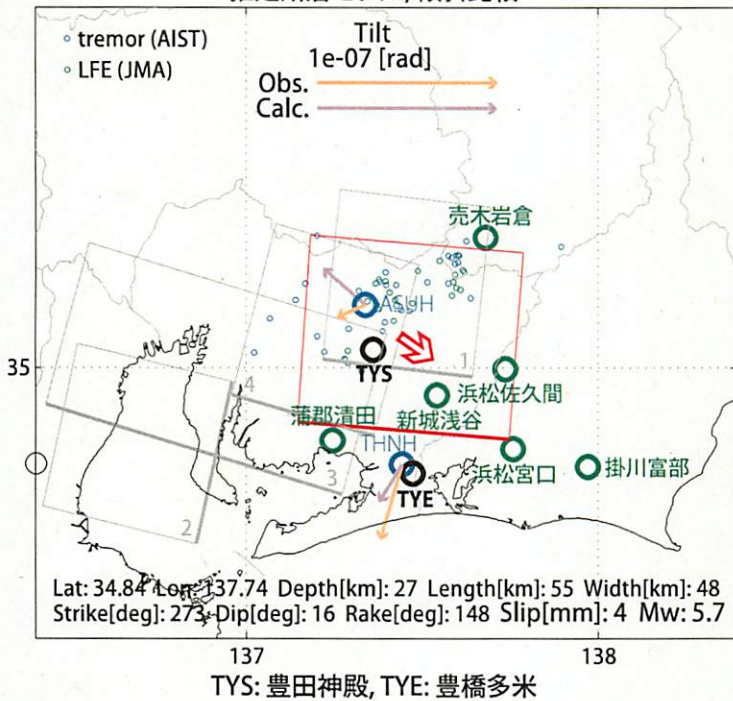 tremor (AIST)
LFE (JMA)
Tilt
1e-07 [rad]
Obs.
Calc.
売木岩倉
ASUH
TYS
1
35
浜松佐久間
4
蒲郡清田
新城浅谷
THNH
浜松宮口
掛川富部
TYE
3
2
Lat: 34.84 Lon: 137.74 Depth[km]: 27 Length[km]: 55 Width[km]: 48
Strike[deg]: 273 Dip[deg]: 16 Rake[deg]: 148 Slip[mm]: 4 Mw: 5.7
137
138
TYS: 豊田神殿, TYE: 豊橋多米